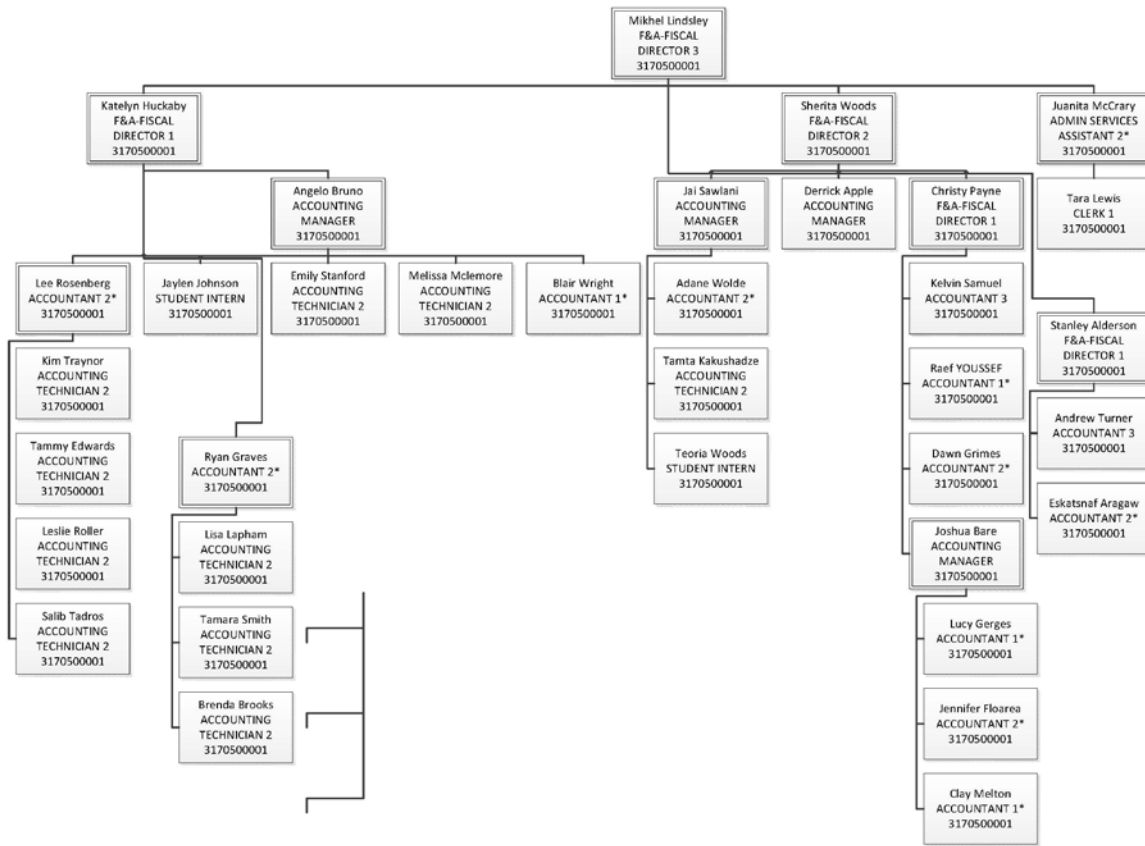 Mikhel Lindsley
F&A-FISCAL
DIRECTOR 3
3170500001
Katelyn Huckaby
F&A-FISCAL
DIRECTOR 1
3170500001
Sherita Woods
F&A-FISCAL
DIRECTOR 2
3170500001
Juanita McCrary
ADMIN SERVICES
ASSISTANT 2*
3170500001
Angelo Bruno
ACCOUNTING
MANAGER
3170500001
Jai Sawlani
ACCOUNTING
MANAGER
3170500001
Derrick Apple
ACCOUNTING
MANAGER
3170500001
Christy Payne
F&A-FISCAL
DIRECTOR 1
3170500001
Tara Lewis
CLERK 1
3170500001
Lee Rosenberg
ACCOUNTANT 2*
3170500001
Jaylen Johnson
STUDENT INTERN
3170500001
Emily Stanford
ACCOUNTING
TECHNICIAN 2
3170500001
Melissa Mclemore
ACCOUNTING
TECHNICIAN 2
3170500001
Blair Wright
ACCOUNTANT 1*
3170500001
Adane Wolde
ACCOUNTANT 2*
3170500001
Kelvin Samuel
ACCOUNTANT 3
3170500001
Stanley Alderson
F&A-FISCAL
DIRECTOR 1
3170500001
Kim Traynor
ACCOUNTING
TECHNICIAN 2
3170500001
Tamta Kakushadze
ACCOUNTING
TECHNICIAN 2
3170500001
Raef YOUSSEF
ACCOUNTANT 1*
3170500001
Andrew Turner
ACCOUNTANT 3
3170500001
Tammy Edwards
ACCOUNTING
TECHNICIAN 2
3170500001
Ryan Graves
ACCOUNTANT 2*
3170500001
Teoria Woods
STUDENT INTERN
3170500001
Dawn Grimes
ACCOUNTANT 2*
3170500001
Eskatsnaf Aragaw
ACCOUNTANT 2*
3170500001
Leslie Roller
ACCOUNTING
TECHNICIAN 2
3170500001
Lisa Lapham
ACCOUNTING
TECHNICIAN 2
3170500001
Joshua Bare
ACCOUNTING
MANAGER
3170500001
Salib Tadros
ACCOUNTING
TECHNICIAN 2
3170500001
Tamara Smith
ACCOUNTING
TECHNICIAN 2
3170500001
Lucy Gerges
ACCOUNTANT 1*
3170500001
Brenda Brooks
ACCOUNTING
TECHNICIAN 2
3170500001
Jennifer Floarea
ACCOUNTANT 2*
3170500001
Clay Melton
ACCOUNTANT 1*
3170500001